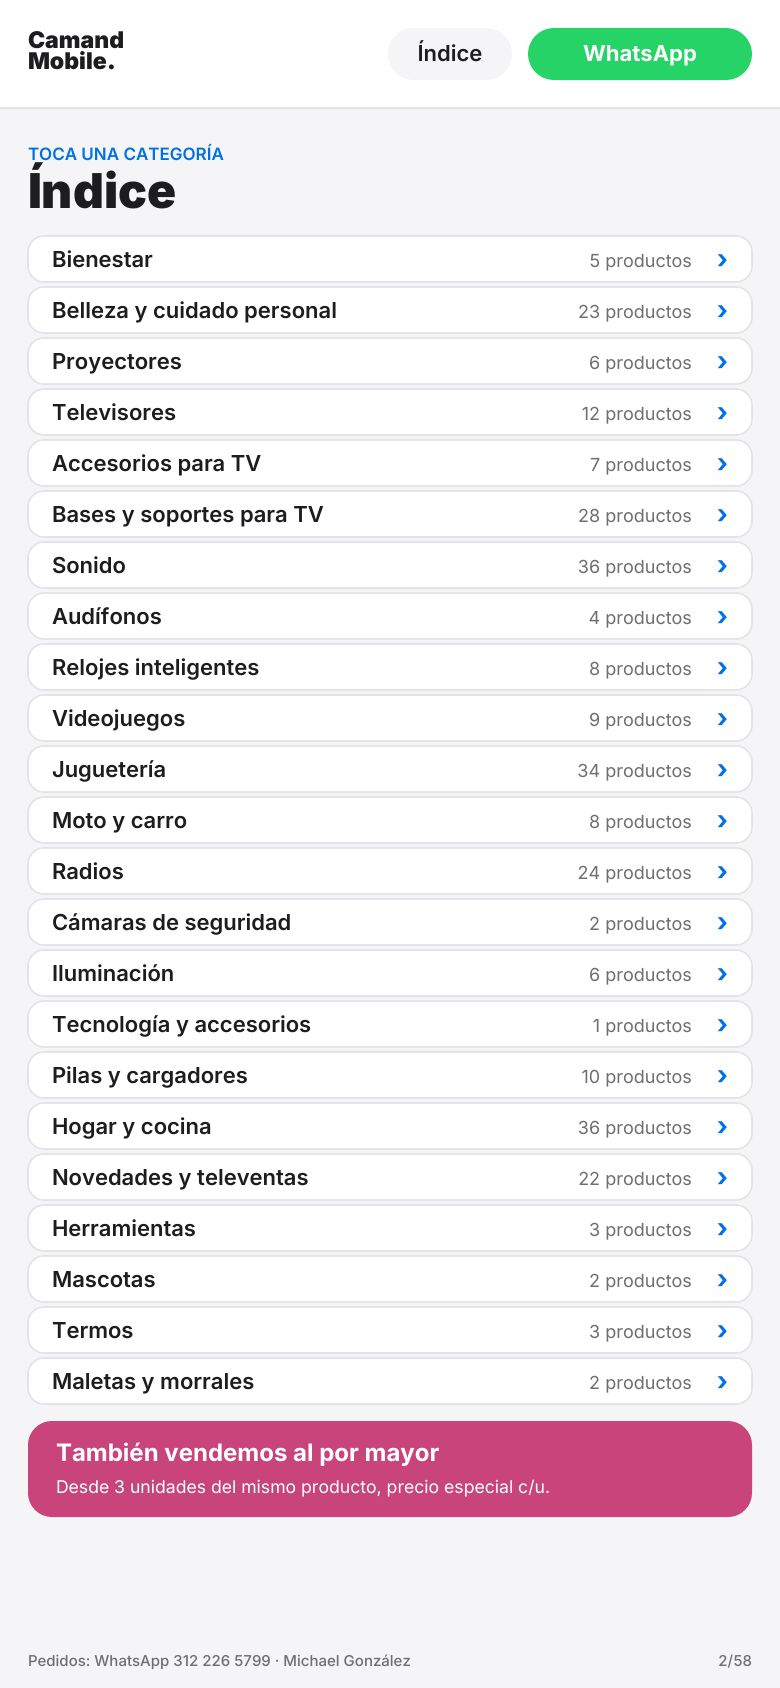 Camand
Mobile.
Índice
WhatsApp
TOCA UNA CATEGORÍA
Índice
Bienestar 5 productos ›
Belleza y cuidado personal 23 productos ›
Proyectores 6 productos ›
Televisores 12 productos ›
Accesorios para TV 7 productos ›
Bases y soportes para TV 28 productos ›
Sonido 36 productos ›
Audífonos 4 productos ›
Relojes inteligentes 8 productos ›
Videojuegos 9 productos ›
Juguetería 34 productos ›
Moto y carro 8 productos ›
Radios 24 productos ›
Cámaras de seguridad 2 productos ›
Iluminación 6 productos ›
Tecnología y accesorios 1 productos ›
Pilas y cargadores 10 productos ›
Hogar y cocina 36 productos ›
Novedades y televentas 22 productos ›
Herramientas 3 productos ›
Mascotas 2 productos ›
Termos 3 productos ›
Maletas y morrales 2 productos ›
También vendemos al por mayor
Desde 3 unidades del mismo producto, precio especial c/u.
Pedidos: WhatsApp 312 226 5799 · Michael González 2/58